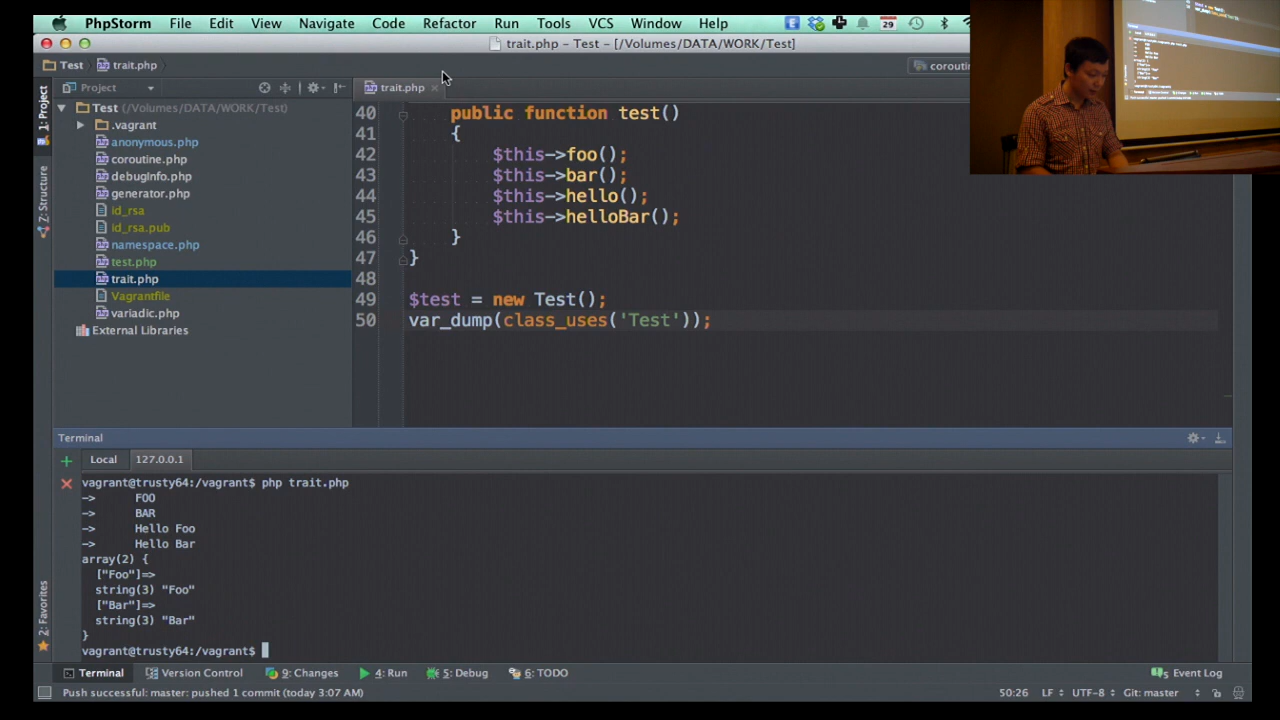 PhpStorm File Edit View Navigate Code Refactor Run Tools VCS Window Help 29
trait.php – Test – [/Volumes/DATA/WORK/Test]
Test trait.php
1: Project
Z: Structure
2: Favorites
Project
Test (/Volumes/DATA/WORK/Test)
.vagrant
anonymous.php
coroutine.php
debugInfo.php
generator.php
id_rsa
id_rsa.pub
namespace.php
test.php
trait.php
Vagrantfile
variadic.php
External Libraries
trait.php
40 public function test()
41 {
42 $this->foo();
43 $this->bar();
44 $this->hello();
45 $this->helloBar();
46 }
47 }
48
49 $test = new Test();
50 var_dump(class_uses('Test'));
Terminal
Local 127.0.0.1
vagrant@trusty64:/vagrant$ php trait.php
-> FOO
-> BAR
-> Hello Foo
-> Hello Bar
array(2) {
["Foo"]=>
string(3) "Foo"
["Bar"]=>
string(3) "Bar"
}
vagrant@trusty64:/vagrant$
Terminal Version Control 9: Changes 4: Run 5: Debug 6: TODO Event Log
Push successful: master: pushed 1 commit (today 3:07 AM) 50:26 LF UTF-8 Git: master